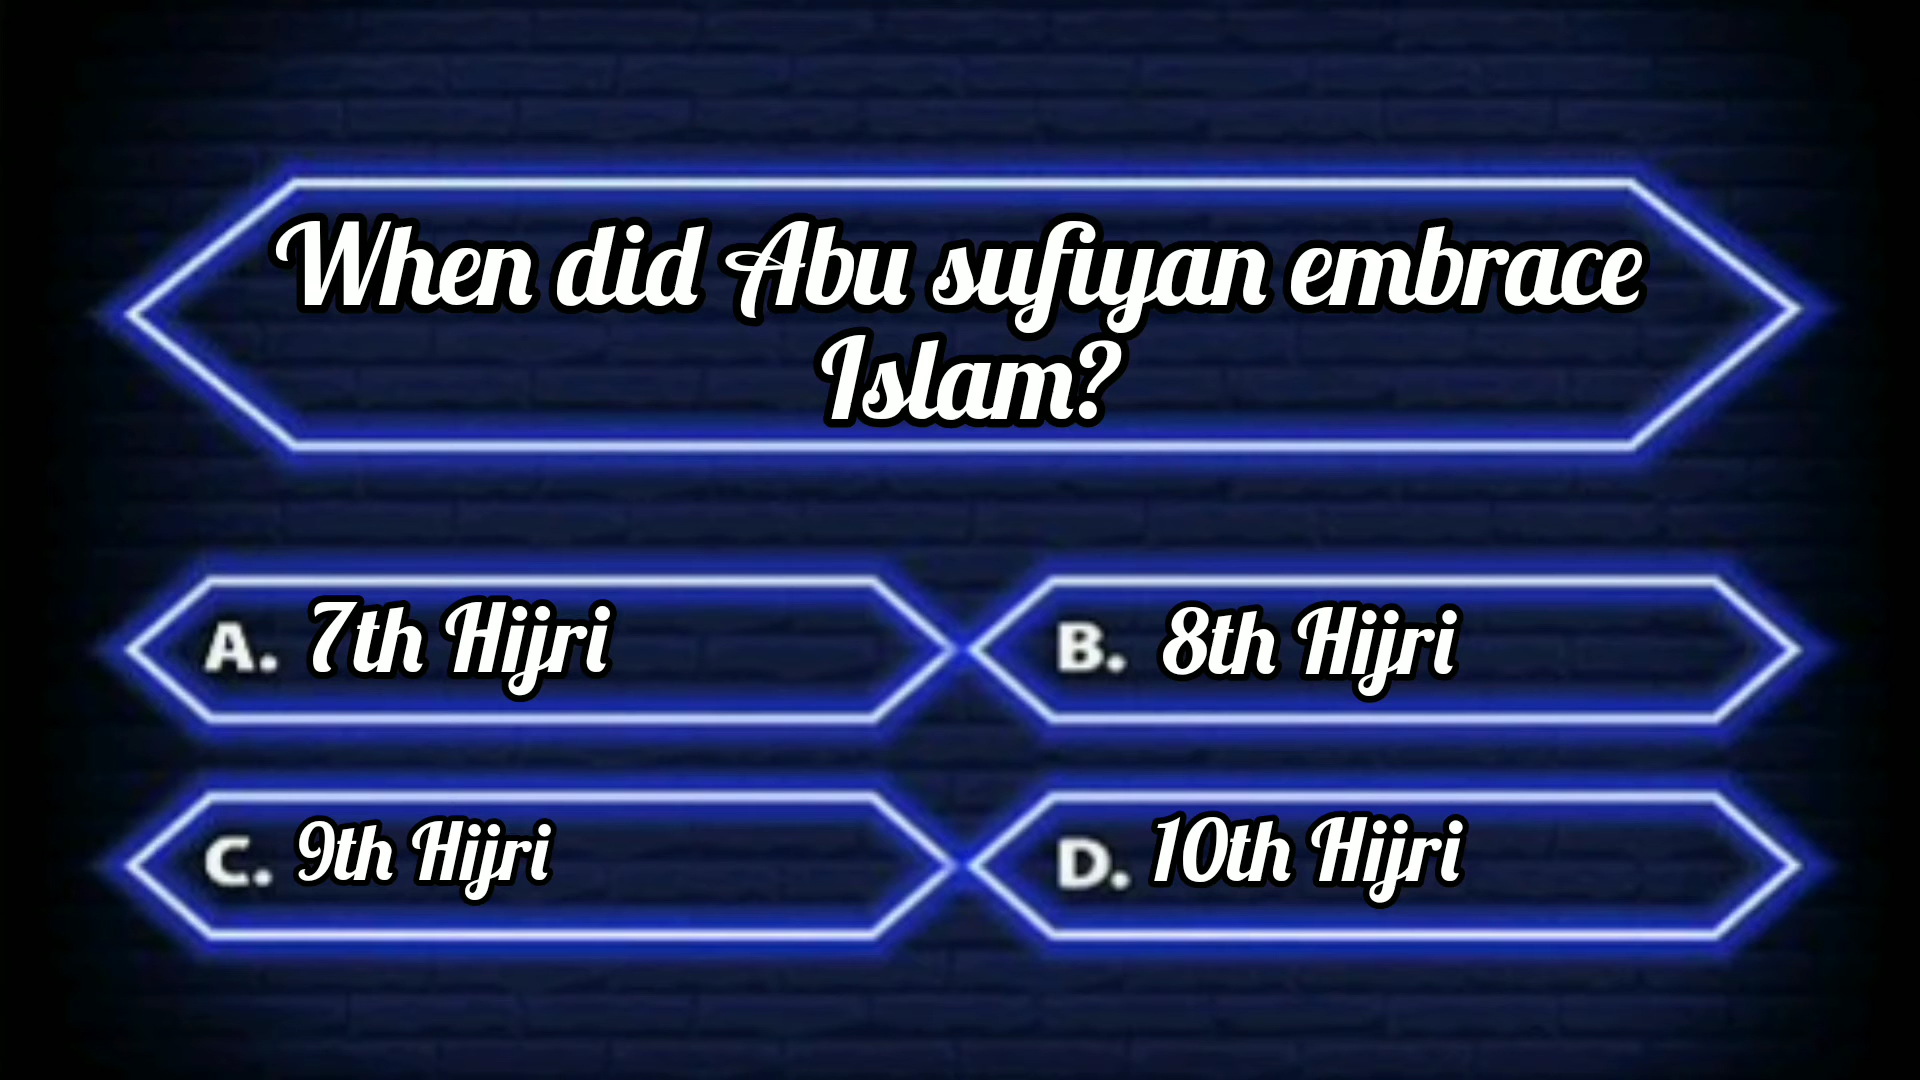 When did Abu sufiyan embrace
Islam?
A. 7th Hijri
B. 8th Hijri
C. 9th Hijri
D. 10th Hijri